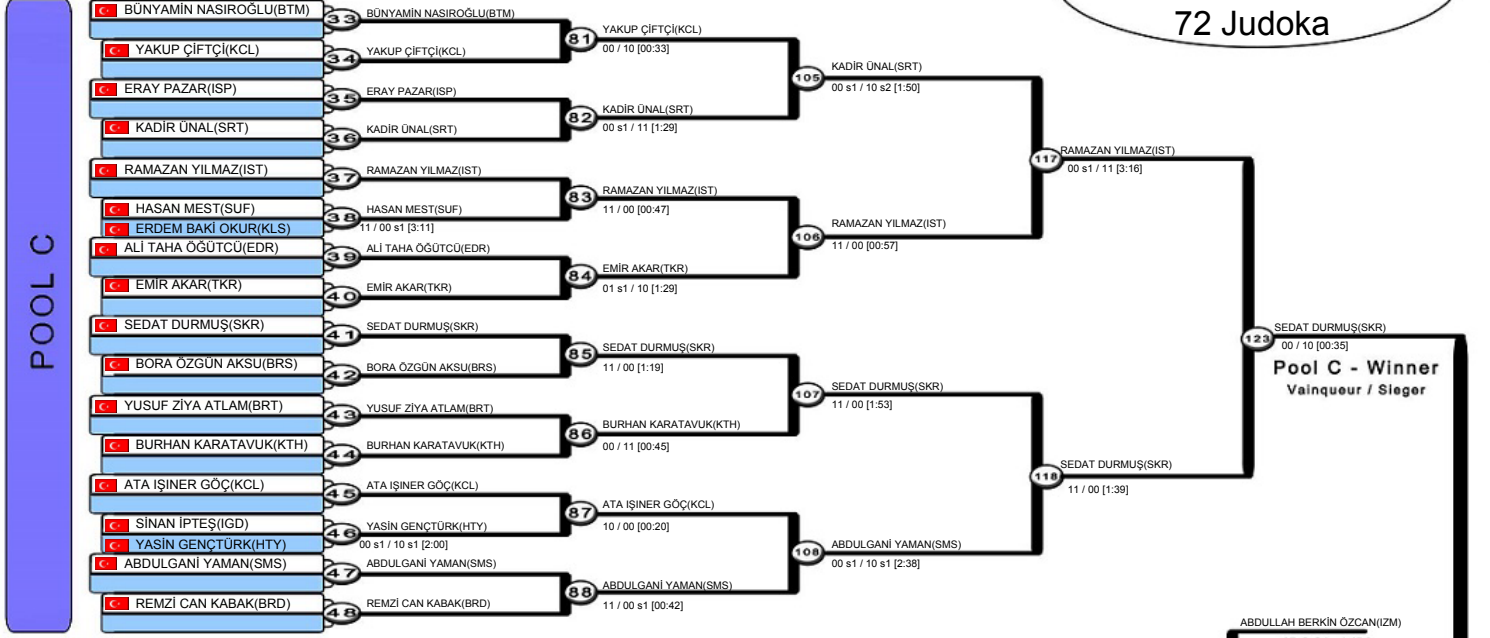 72 Judoka
POOL C
BÜNYAMİN NASIROĞLU(BTM)
33
BÜNYAMİN NASIROĞLU(BTM)
YAKUP ÇİFTÇİ(KCL)
34
YAKUP ÇİFTÇİ(KCL)
81
YAKUP ÇİFTÇİ(KCL)
00 / 10 [00:33]
ERAY PAZAR(ISP)
35
ERAY PAZAR(ISP)
KADİR ÜNAL(SRT)
36
KADİR ÜNAL(SRT)
82
KADİR ÜNAL(SRT)
00 s1 / 11 [1:29]
105
KADİR ÜNAL(SRT)
00 s1 / 10 s2 [1:50]
RAMAZAN YILMAZ(IST)
37
RAMAZAN YILMAZ(IST)
HASAN MEST(SUF)
ERDEM BAKİ OKUR(KLS)
38
HASAN MEST(SUF)
11 / 00 s1 [3:11]
83
RAMAZAN YILMAZ(IST)
11 / 00 [00:47]
ALİ TAHA ÖĞÜTCÜ(EDR)
39
ALİ TAHA ÖĞÜTCÜ(EDR)
EMİR AKAR(TKR)
40
EMİR AKAR(TKR)
84
EMİR AKAR(TKR)
01 s1 / 10 [1:29]
106
RAMAZAN YILMAZ(IST)
11 / 00 [00:57]
117
RAMAZAN YILMAZ(IST)
00 s1 / 11 [3:16]
SEDAT DURMUŞ(SKR)
41
SEDAT DURMUŞ(SKR)
BORA ÖZGÜN AKSU(BRS)
42
BORA ÖZGÜN AKSU(BRS)
85
SEDAT DURMUŞ(SKR)
11 / 00 [1:19]
YUSUF ZİYA ATLAM(BRT)
43
YUSUF ZİYA ATLAM(BRT)
BURHAN KARATAVUK(KTH)
44
BURHAN KARATAVUK(KTH)
86
BURHAN KARATAVUK(KTH)
00 / 11 [00:45]
107
SEDAT DURMUŞ(SKR)
11 / 00 [1:53]
ATA IŞINER GÖÇ(KCL)
45
ATA IŞINER GÖÇ(KCL)
SİNAN İPTEŞ(IGD)
YASİN GENÇTÜRK(HTY)
46
YASİN GENÇTÜRK(HTY)
00 s1 / 10 s1 [2:00]
87
ATA IŞINER GÖÇ(KCL)
10 / 00 [00:20]
ABDULGANİ YAMAN(SMS)
47
ABDULGANİ YAMAN(SMS)
REMZİ CAN KABAK(BRD)
48
REMZİ CAN KABAK(BRD)
88
ABDULGANİ YAMAN(SMS)
11 / 00 s1 [00:42]
108
ABDULGANİ YAMAN(SMS)
00 s1 / 10 s1 [2:38]
118
SEDAT DURMUŞ(SKR)
11 / 00 [1:39]
123
SEDAT DURMUŞ(SKR)
00 / 10 [00:35]
Pool C - Winner
Vainqueur / Sieger
ABDULLAH BERKİN ÖZCAN(IZM)